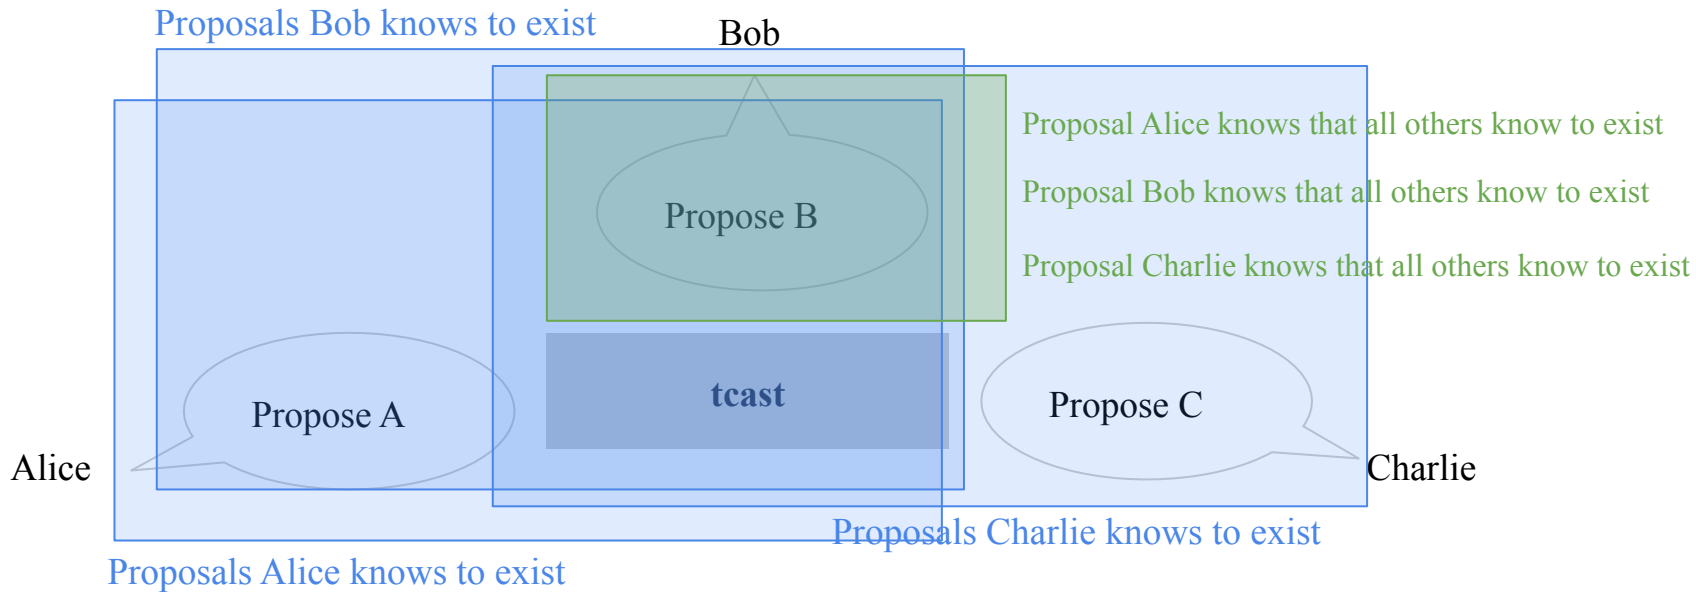 Proposals Bob knows to exist
Bob
Proposal Alice knows that all others know to exist
Proposal Bob knows that all others know to exist
Propose B
Proposal Charlie knows that all others know to exist
tcast
Propose A
Propose C
Alice
Charlie
Proposals Charlie knows to exist
Proposals Alice knows to exist